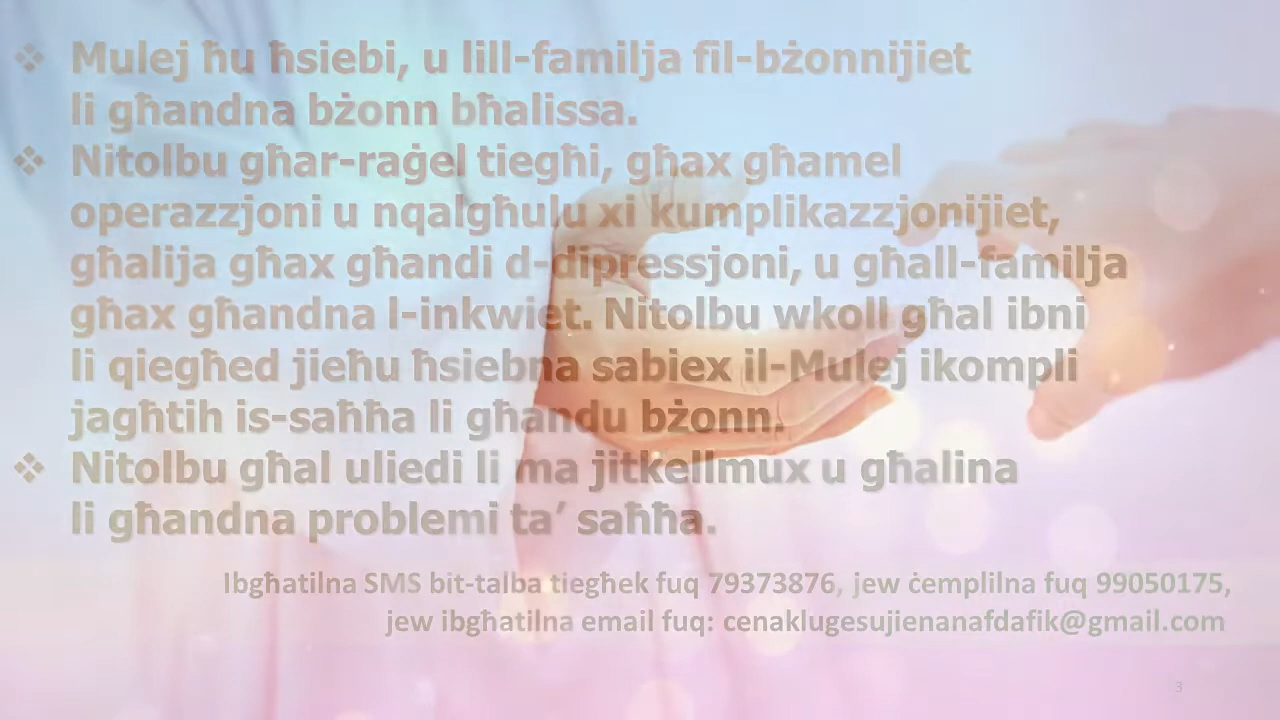 ❖ Mulej ħu ħsiebi, u lill-familja fil-bżonnijiet
li għandna bżonn bħalissa.
❖ Nitolbu għar-raġel tiegħi, għax għamel
operazzjoni u nqalgħulu xi kumplikazzjonijiet,
għalija għax għandi d-dipressjoni, u għall-familja
għax għandna l-inkwiet. Nitolbu wkoll għal ibni
li qiegħed jieħu ħsiebna sabiex il-Mulej ikompli
jagħtih is-saħħa li għandu bżonn.
❖ Nitolbu għal uliedi li ma jitkellmux u għalina
li għandna problemi ta’ saħħa.
Ibgħatilna SMS bit-talba tiegħek fuq 79373876, jew ċemplilna fuq 99050175,
jew ibgħatilna email fuq: cenaklugesujienanafdafik@gmail.com
3